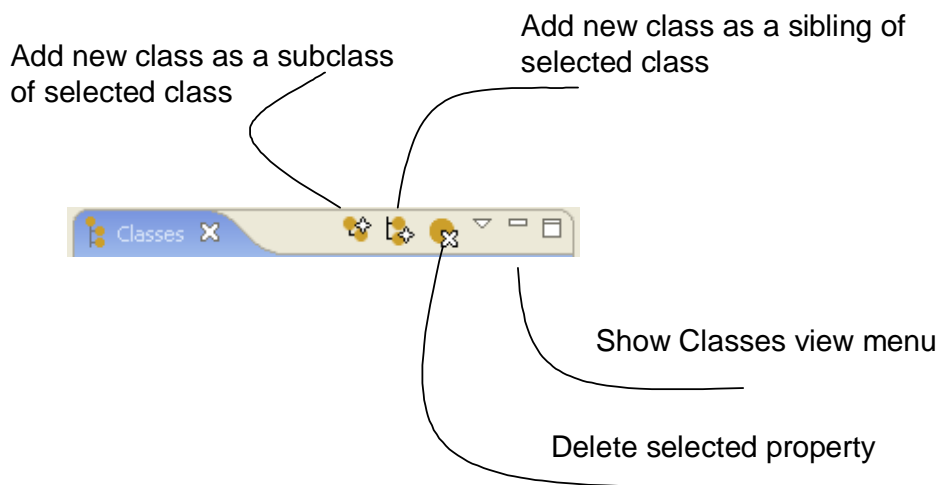 Add new class as a subclass
of selected class
Add new class as a sibling of
selected class
Classes
Show Classes view menu
Delete selected property